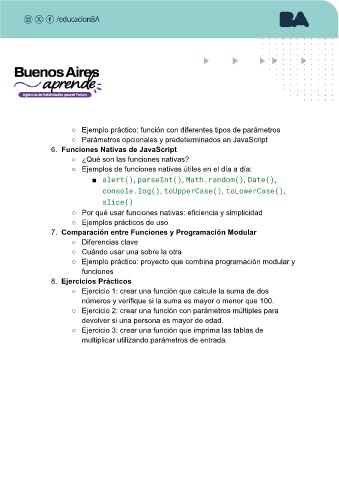 /educacionBA
BA
Buenos Aires
aprende
Agencia de Habilidades para el Futuro
○ Ejemplo práctico: función con diferentes tipos de parámetros
○ Parámetros opcionales y predeterminados en JavaScript
6. Funciones Nativas de JavaScript
○ ¿Qué son las funciones nativas?
○ Ejemplos de funciones nativas útiles en el día a día:
■ alert(), parseInt(), Math.random(), Date(),
console.log(), toUpperCase(), toLowerCase(),
slice()
○ Por qué usar funciones nativas: eficiencia y simplicidad
○ Ejemplos prácticos de uso
7. Comparación entre Funciones y Programación Modular
○ Diferencias clave
○ Cuándo usar una sobre la otra
○ Ejemplo práctico: proyecto que combina programación modular y
funciones
8. Ejercicios Prácticos
○ Ejercicio 1: crear una función que calcule la suma de dos
números y verifique si la suma es mayor o menor que 100.
○ Ejercicio 2: crear una función con parámetros múltiples para
devolver si una persona es mayor de edad.
○ Ejercicio 3: crear una función que imprima las tablas de
multiplicar utilizando parámetros de entrada.